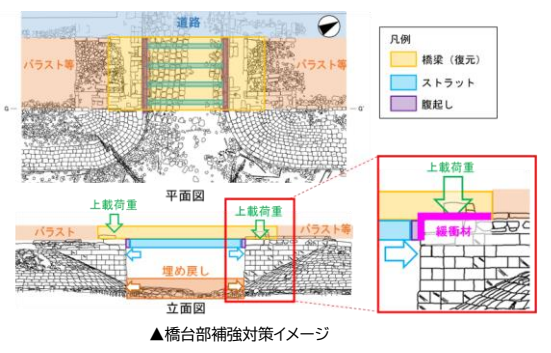 道路
凡例
橋梁（復元）
ストラット
腹起し
バラスト等
バラスト等
G
G'
平面図
上載荷重
上載荷重
上載荷重
バラスト
バラスト等
緩衝材
埋め戻し
立面図
▲橋台部補強対策イメージ